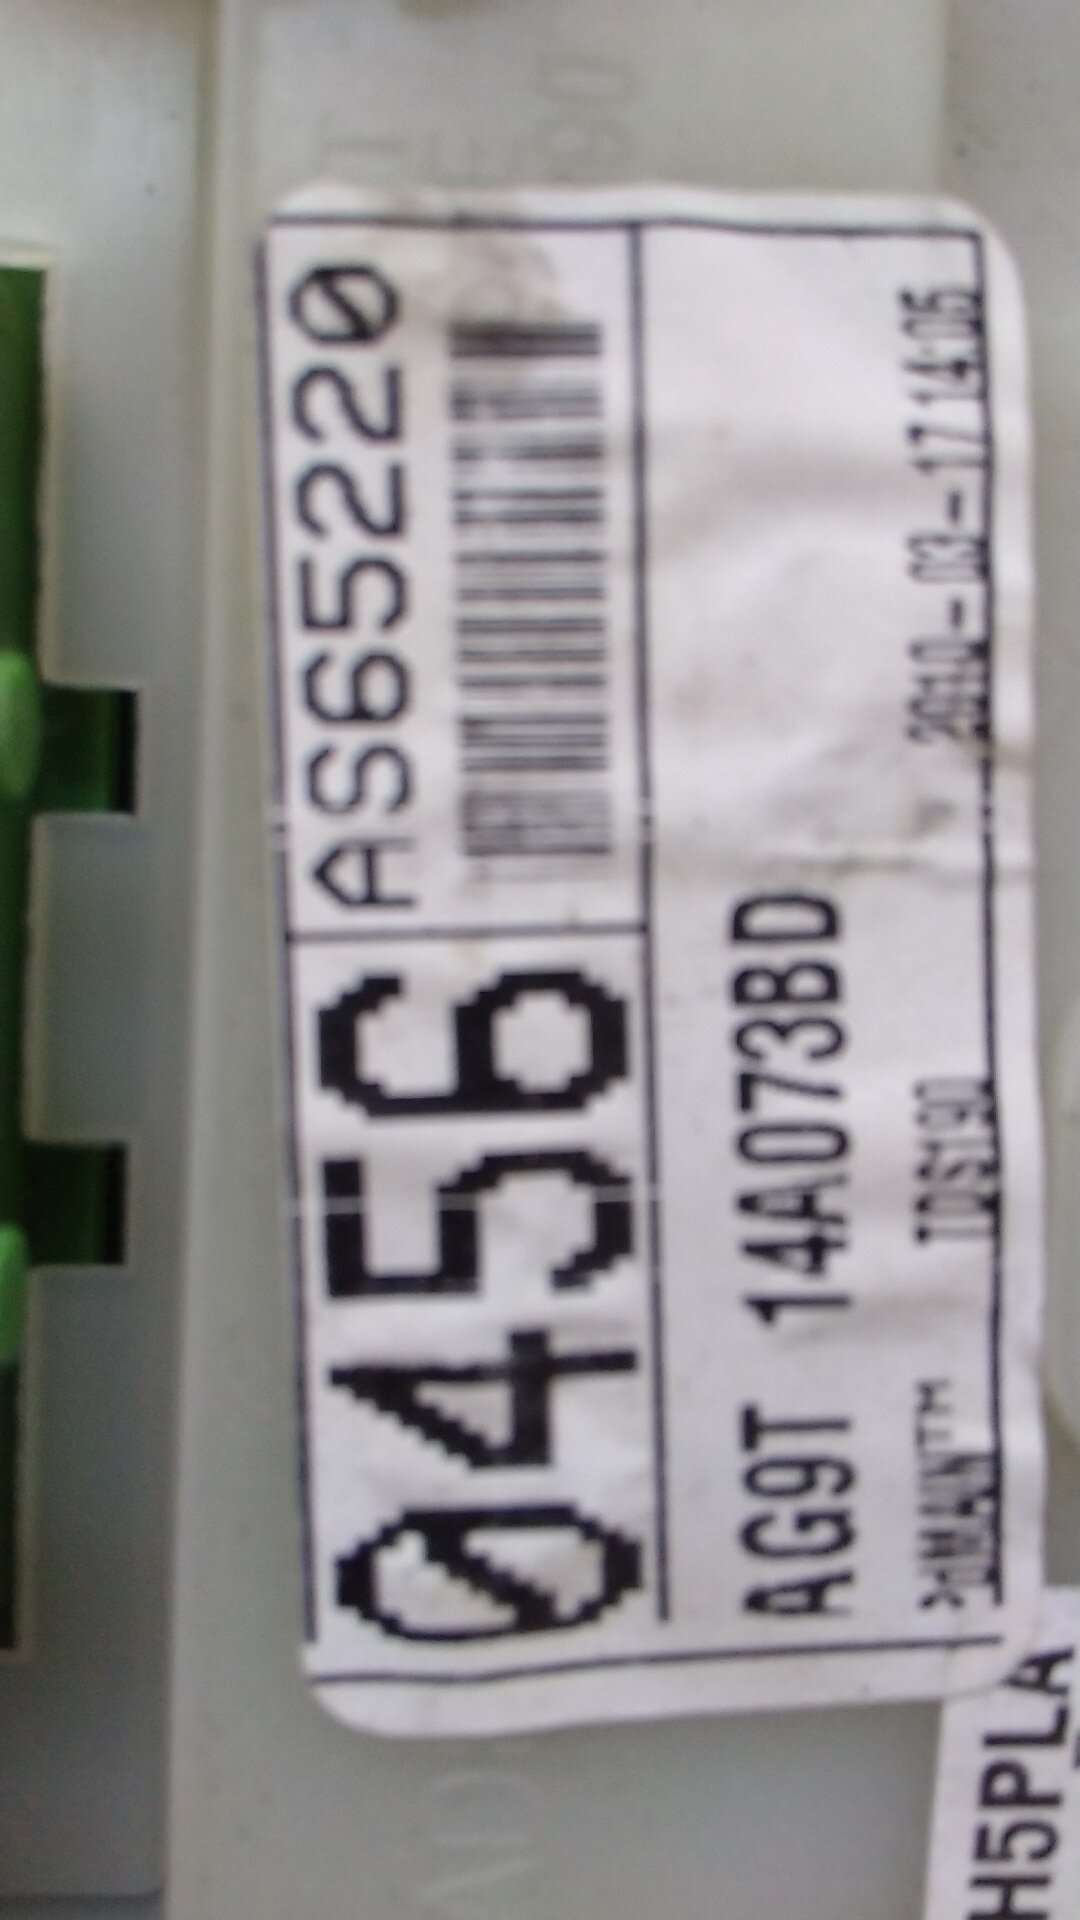 0456
AS65220
AG9T 14A073BD
TDS190 2010-03-17 14:05
H5PLA